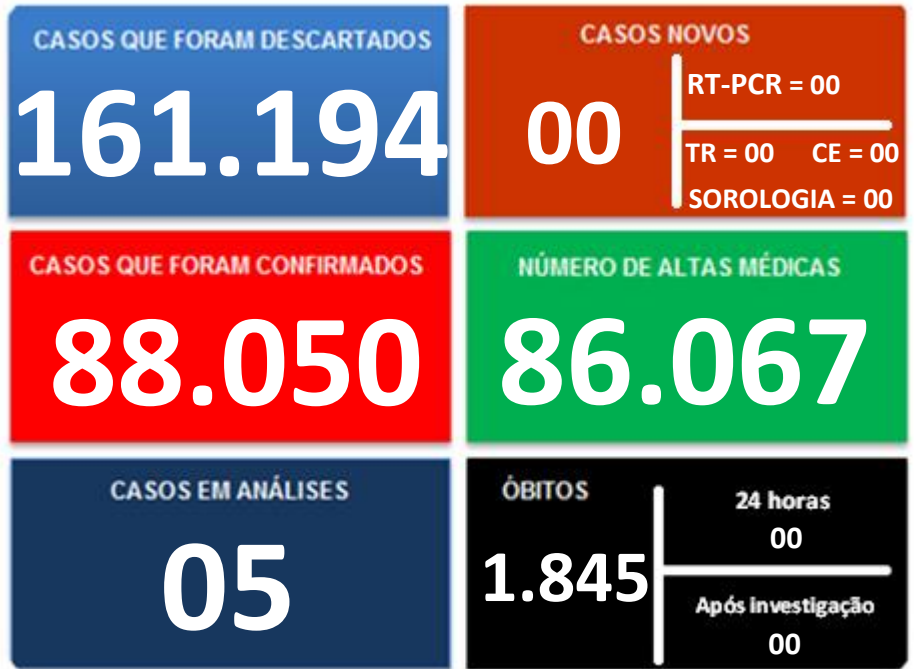 CASOS QUE FORAM DESCARTADOS
161.194
CASOS NOVOS
00
RT-PCR = 00
TR = 00 CE = 00
SOROLOGIA = 00
CASOS QUE FORAM CONFIRMADOS
88.050
NÚMERO DE ALTAS MÉDICAS
86.067
CASOS EM ANÁLISES
05
ÓBITOS
1.845
24 horas
00
Após investigação
00